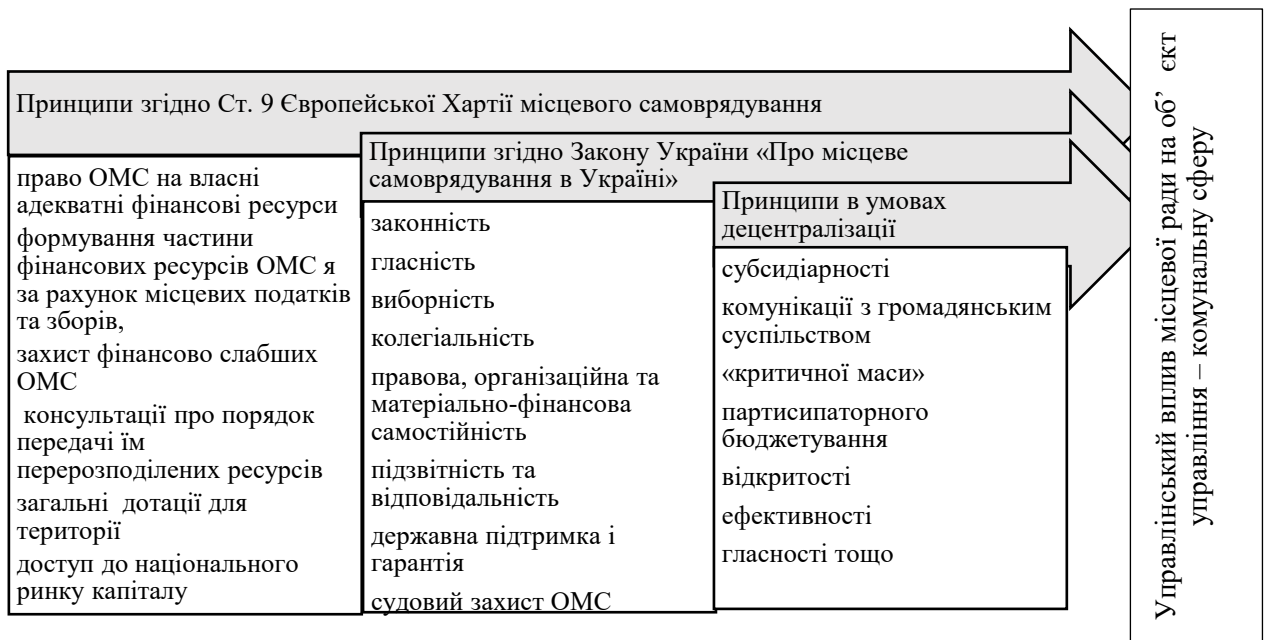 Принципи згідно Ст. 9 Європейської Хартії місцевого самоврядування
право ОМС на власні
адекватні фінансові ресурси
формування частини
фінансових ресурсів ОМС я
за рахунок місцевих податків
та зборів,
захист фінансово слабших
ОМС
консультації про порядок
передачі їм
перерозподілених ресурсів
загальні дотації для
території
доступ до національного
ринку капіталу
Принципи згідно Закону України «Про місцеве
самоврядування в Україні»
законність
гласність
виборність
колегіальність
правова, організаційна та
матеріально-фінансова
самостійність
підзвітність та
відповідальність
державна підтримка і
гарантія
судовий захист ОМС
Принципи в умовах
децентралізації
субсидіарності
комунікації з громадянським
суспільством
«критичної маси»
партисипаторного
бюджетування
відкритості
ефективності
гласності тощо
Управлінський вплив місцевої ради на об’ єкт
управління – комунальну сферу